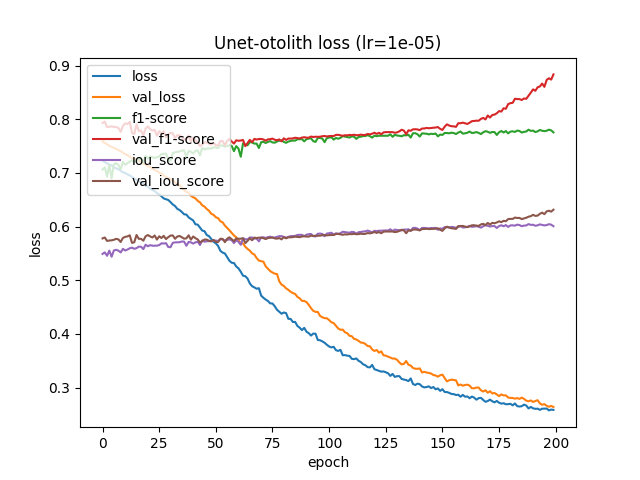 Unet-otolith loss (lr=1e-05)
loss
val_loss
f1-score
val_f1-score
iou_score
val_iou_score
0.9
0.8
0.7
0.6
0.5
0.4
0.3
loss
0 25 50 75 100 125 150 175 200
epoch